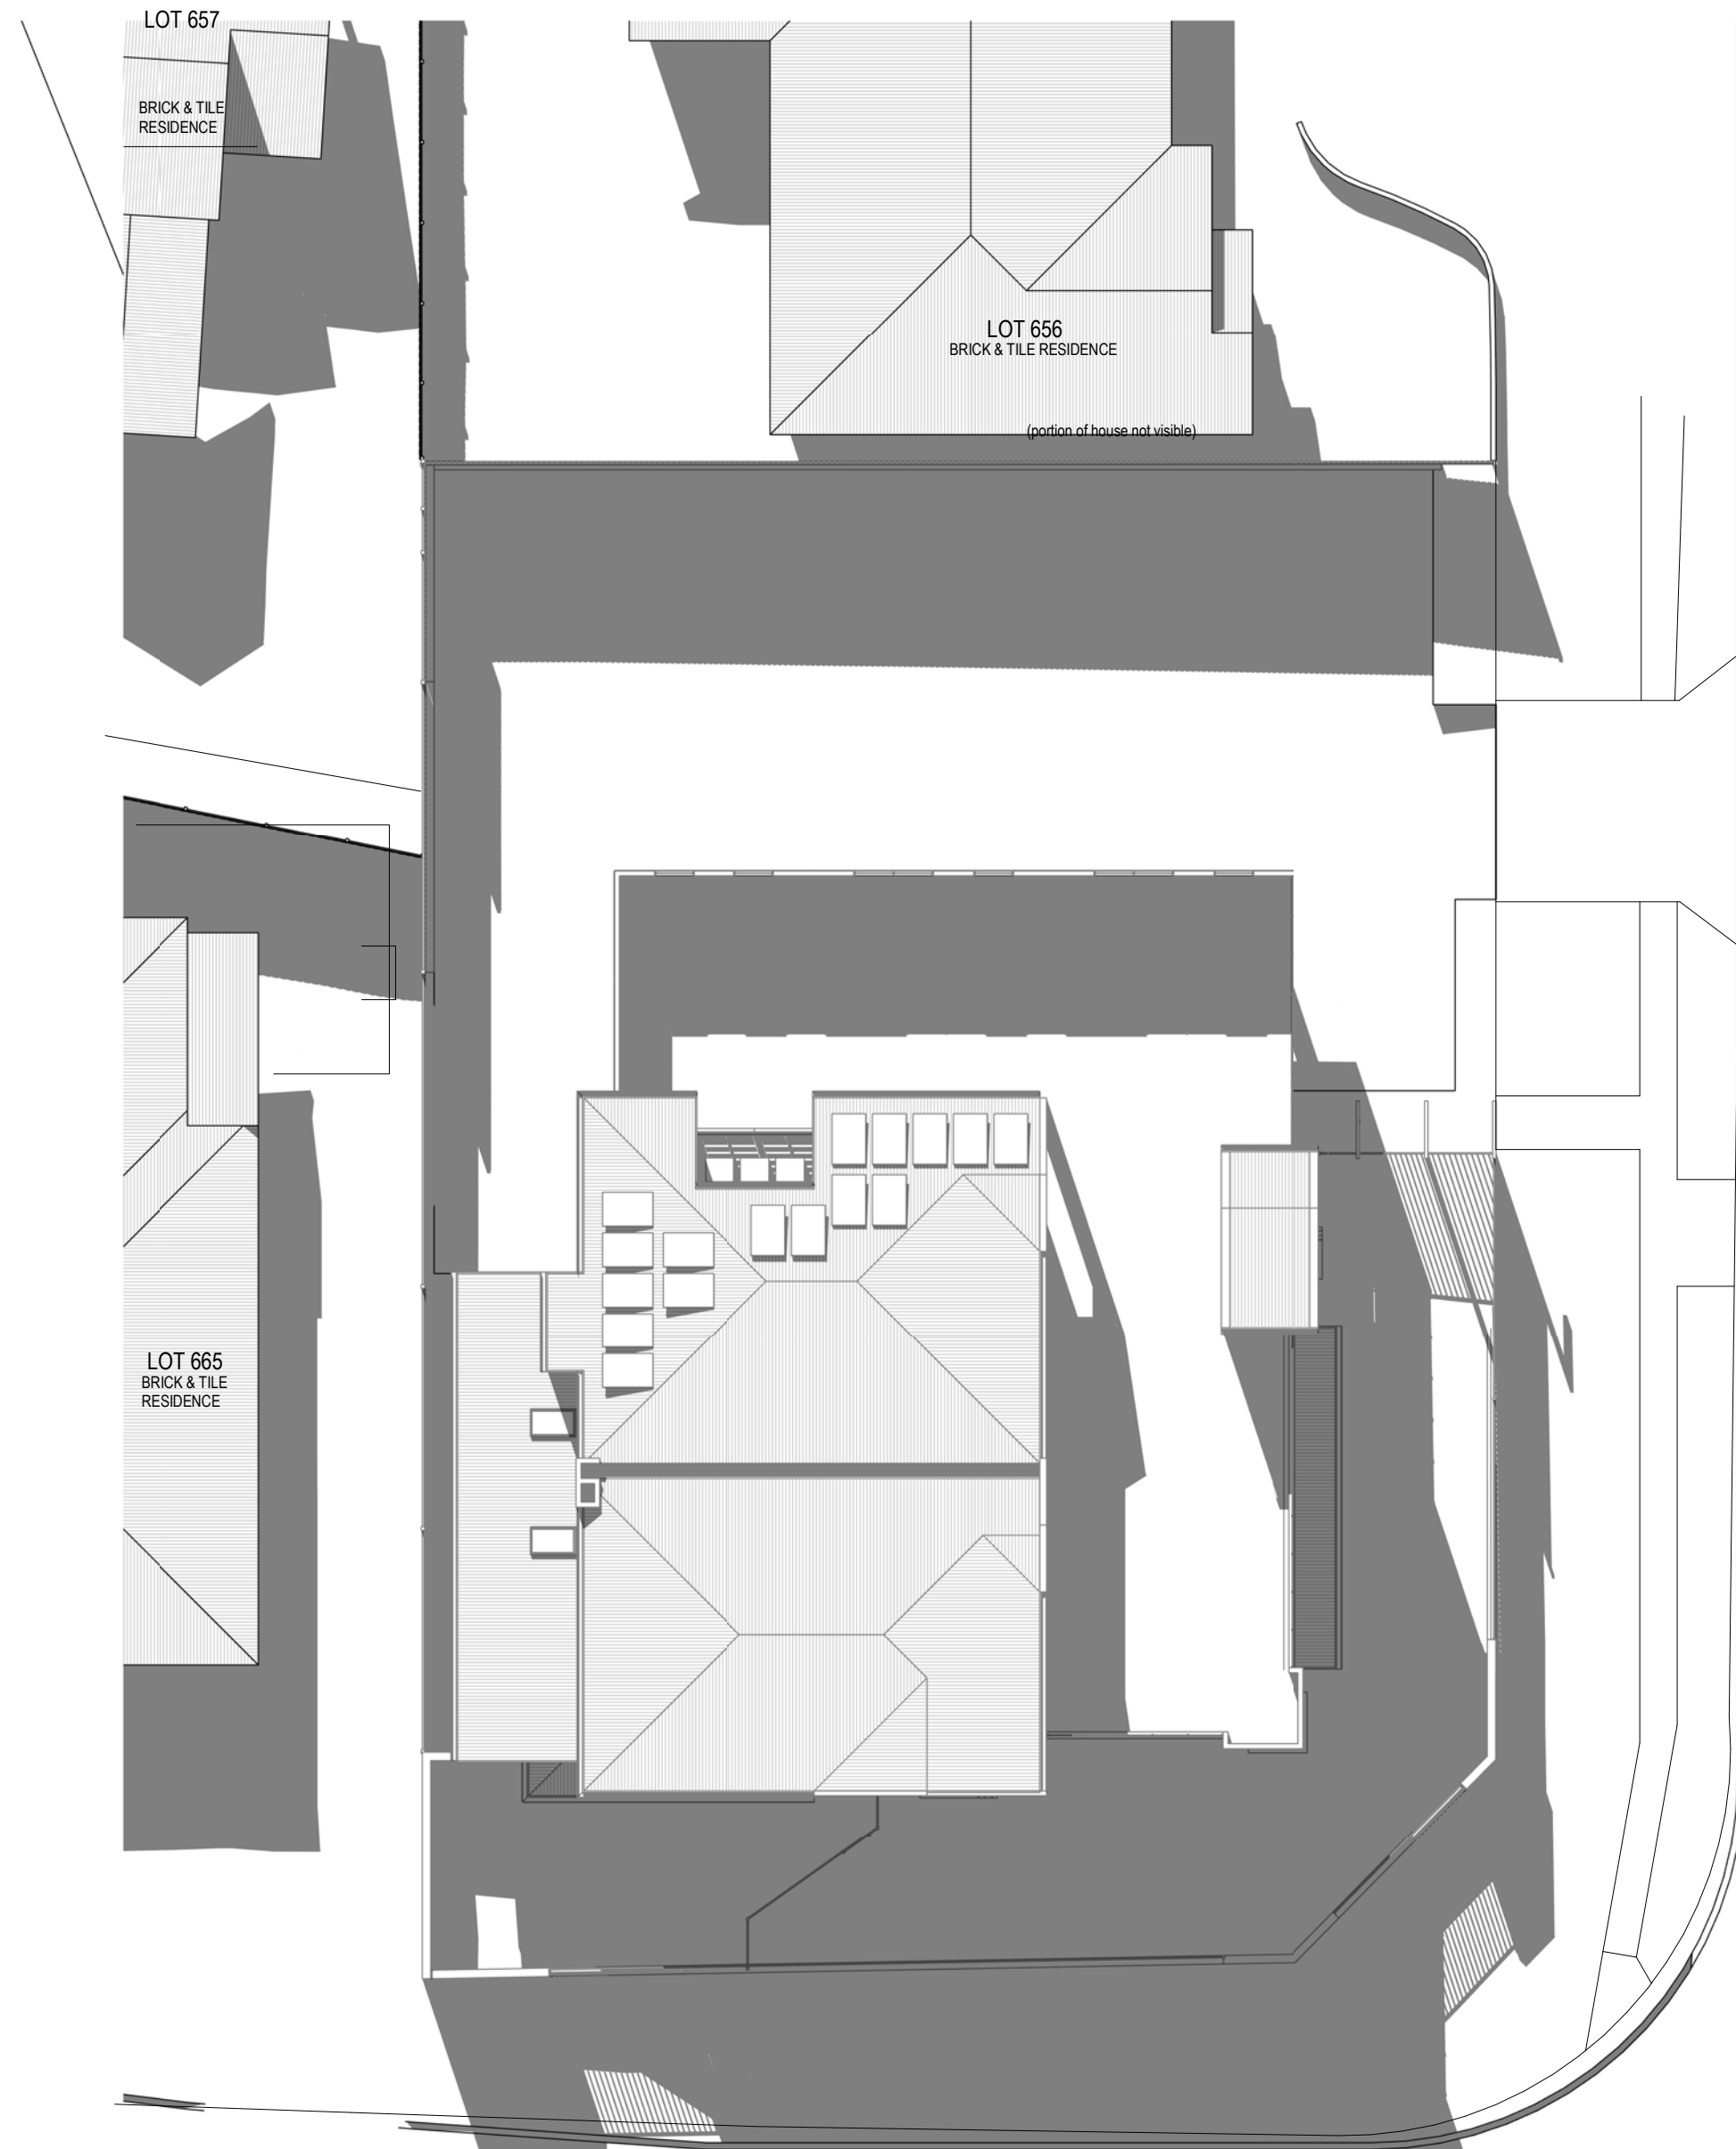 LOT 657
BRICK & TILE
RESIDENCE
LOT 656
BRICK & TILE RESIDENCE
(portion of house not visible)
LOT 665
BRICK & TILE
RESIDENCE